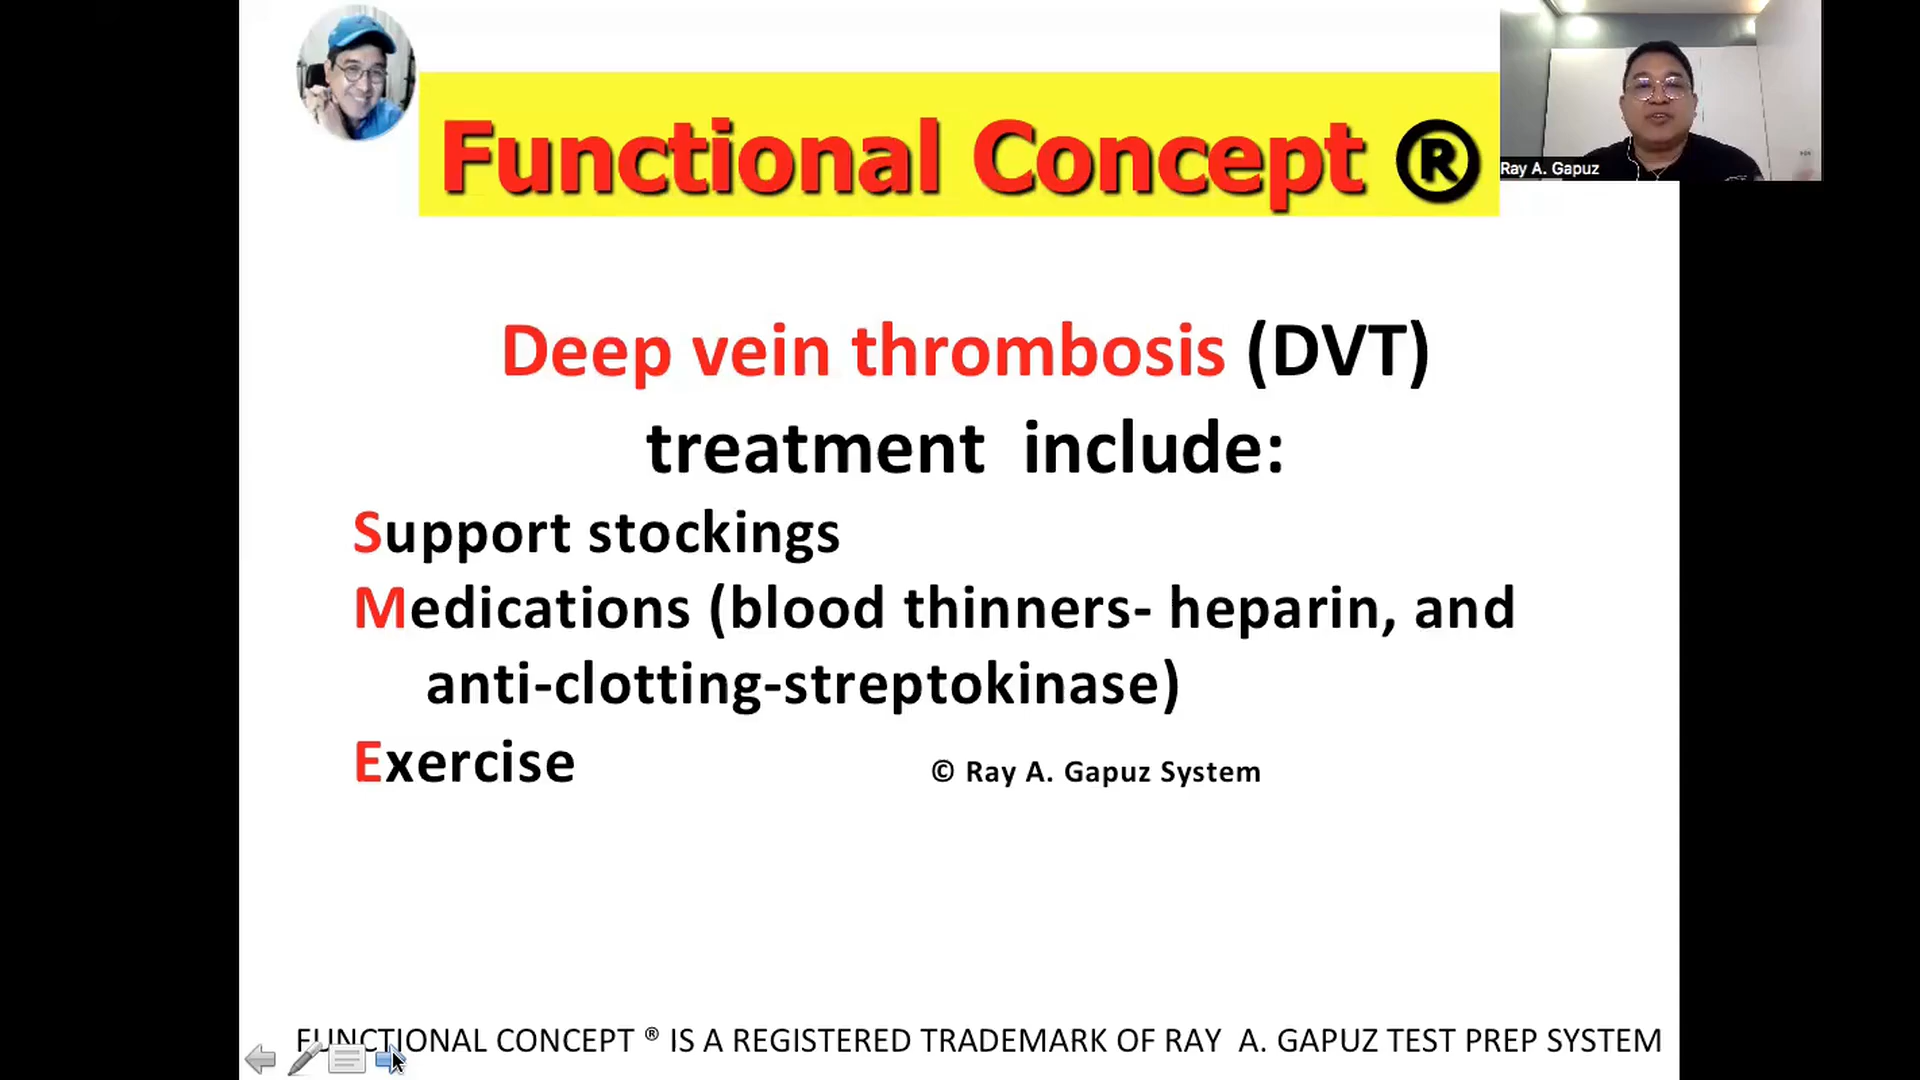 Functional Concept ®
Ray A. Gapuz
Deep vein thrombosis (DVT)
treatment include:
Support stockings
Medications (blood thinners- heparin, and
anti-clotting-streptokinase)
Exercise
© Ray A. Gapuz System
FUNCTIONAL CONCEPT ® IS A REGISTERED TRADEMARK OF RAY A. GAPUZ TEST PREP SYSTEM